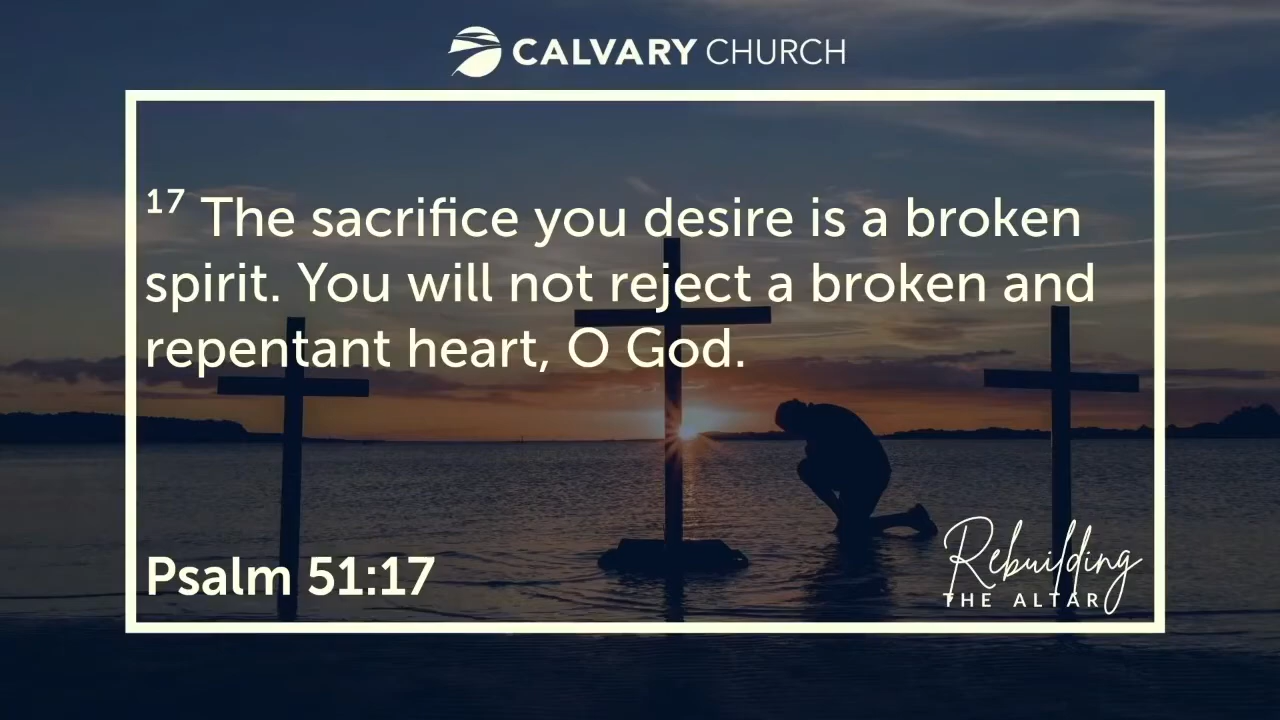 CALVARY CHURCH
17 The sacrifice you desire is a broken
spirit. You will not reject a broken and
repentant heart, O God.
Psalm 51:17
Rebuilding
THE ALTAR